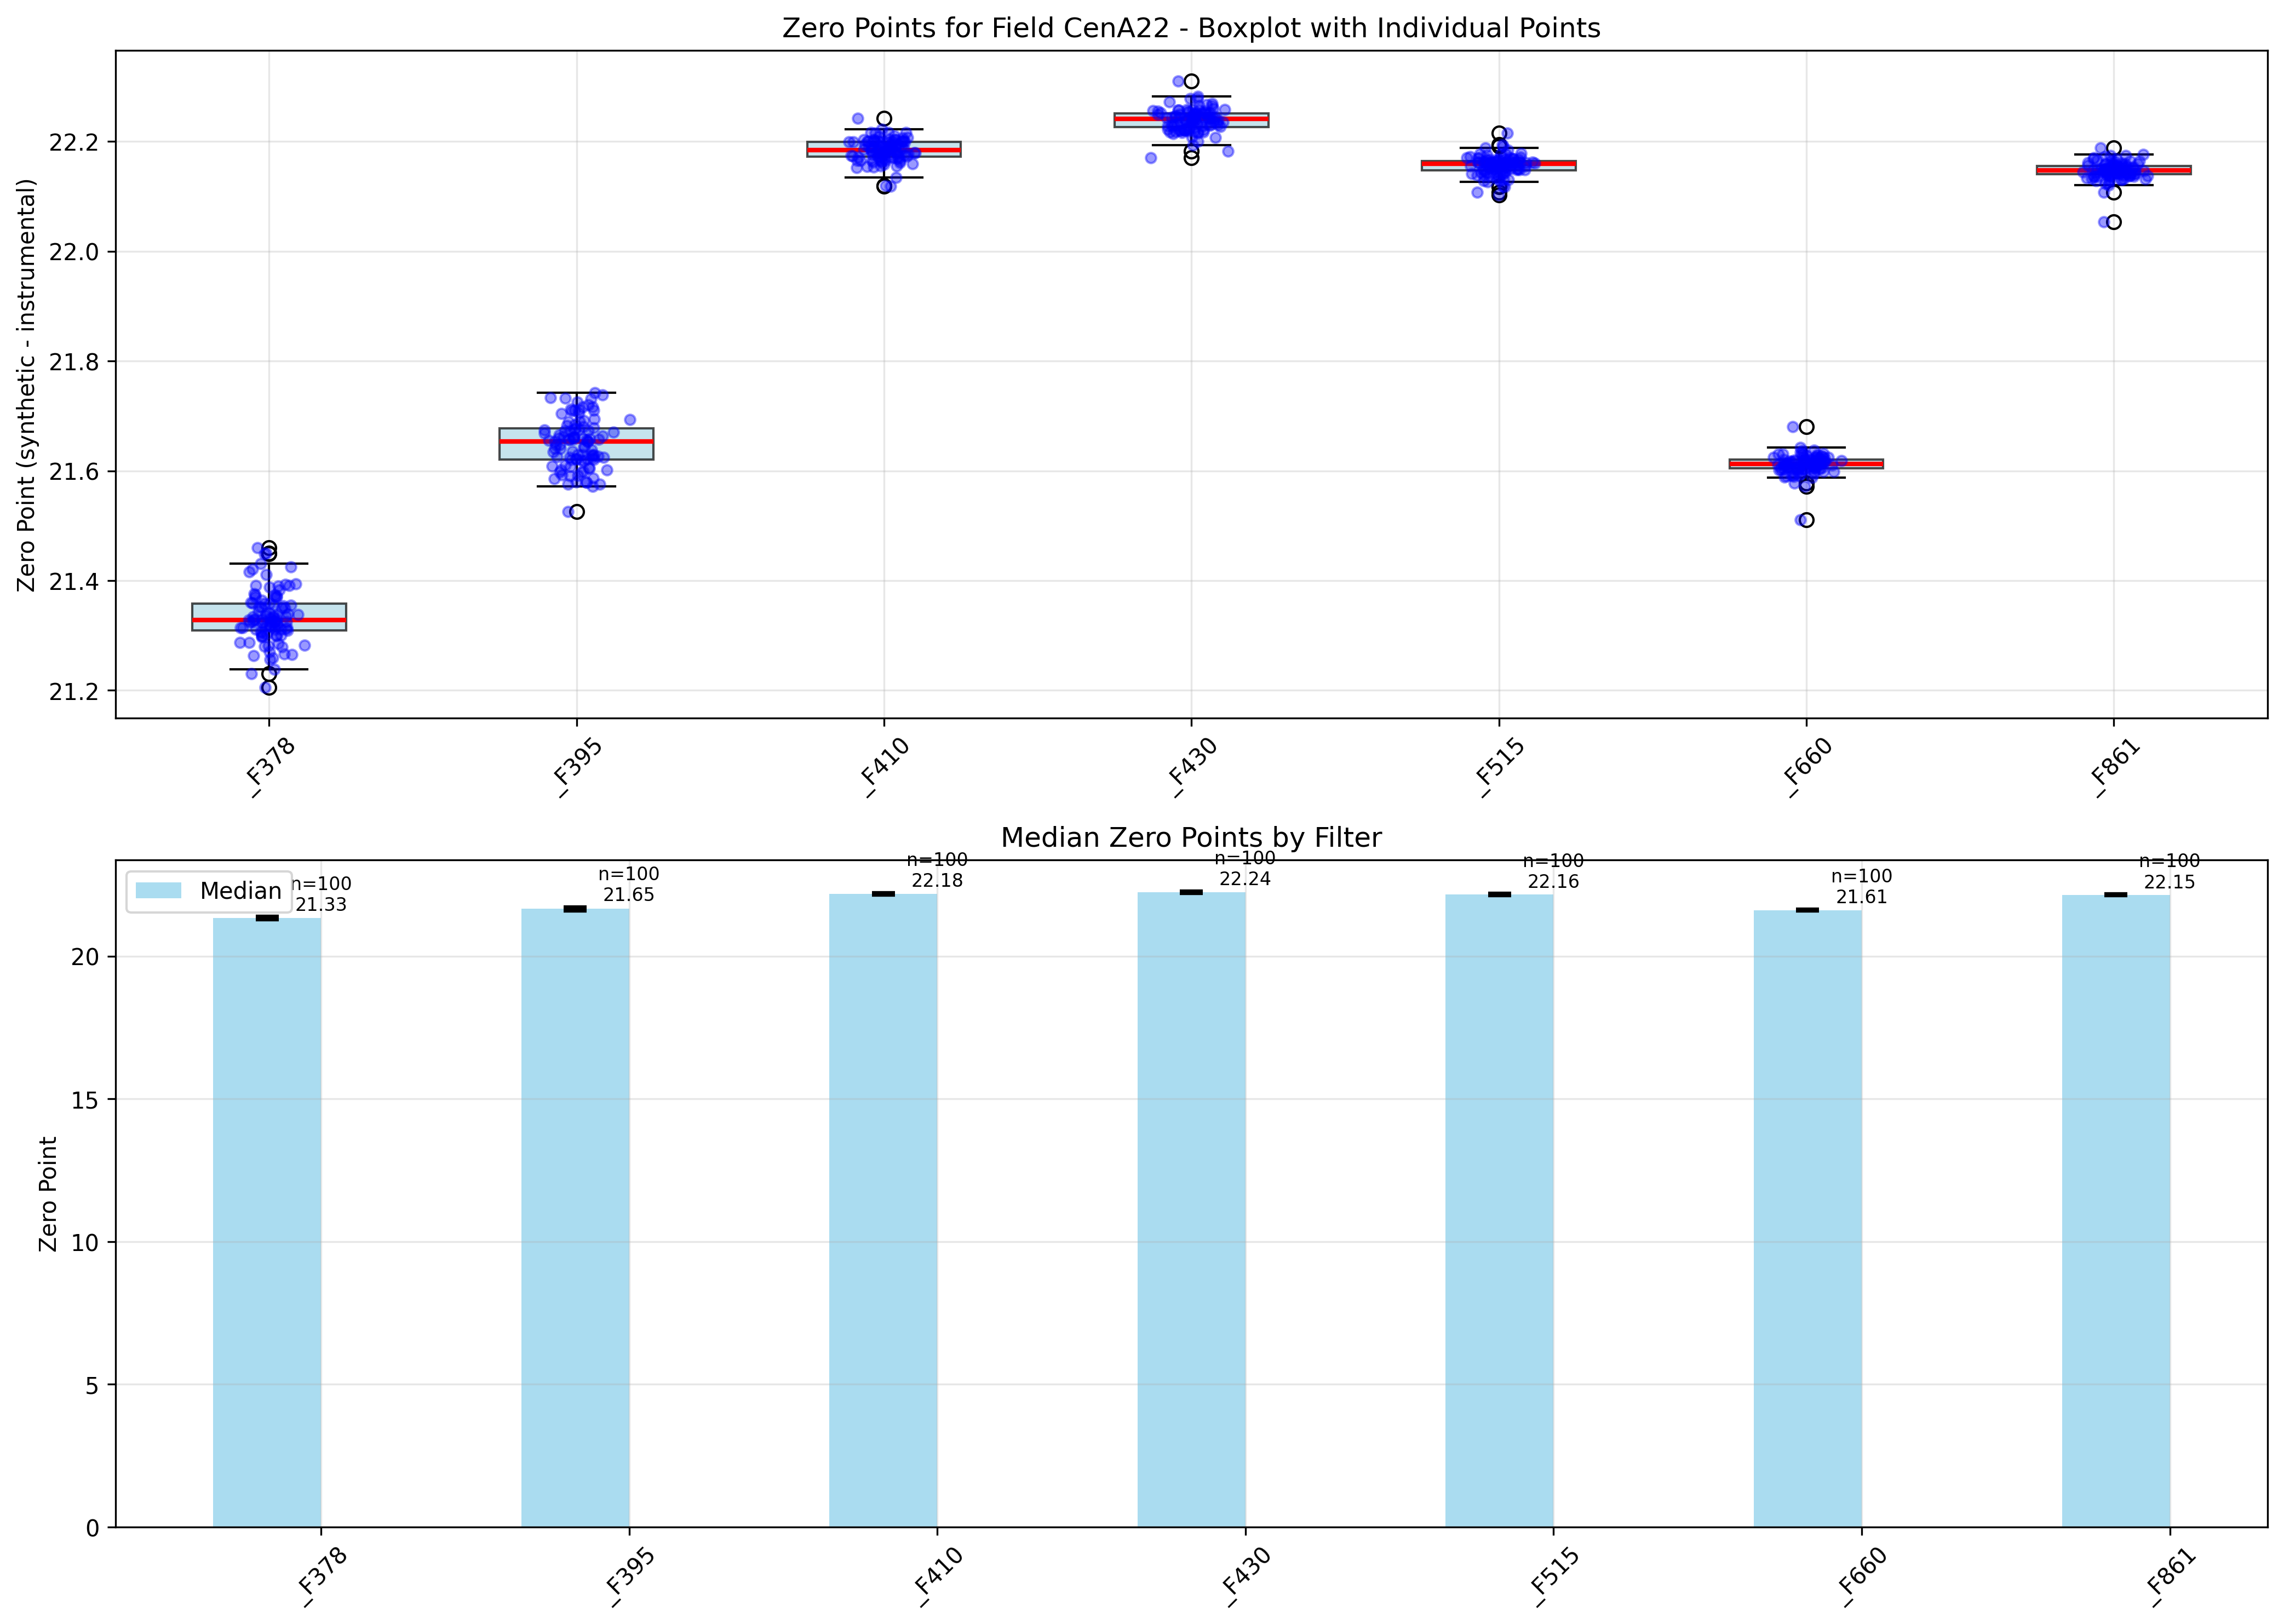 Zero Points for Field CenA22 - Boxplot with Individual Points
Zero Point (synthetic - instrumental)
22.2
22.0
21.8
21.6
21.4
21.2
_F378
_F395
_F410
_F430
_F515
_F660
_F861
Median Zero Points by Filter
Zero Point
20
15
10
5
0
Median
n=100
21.33
n=100
21.65
n=100
22.18
n=100
22.24
n=100
22.16
n=100
21.61
n=100
22.15
_F378
_F395
_F410
_F430
_F515
_F660
_F861